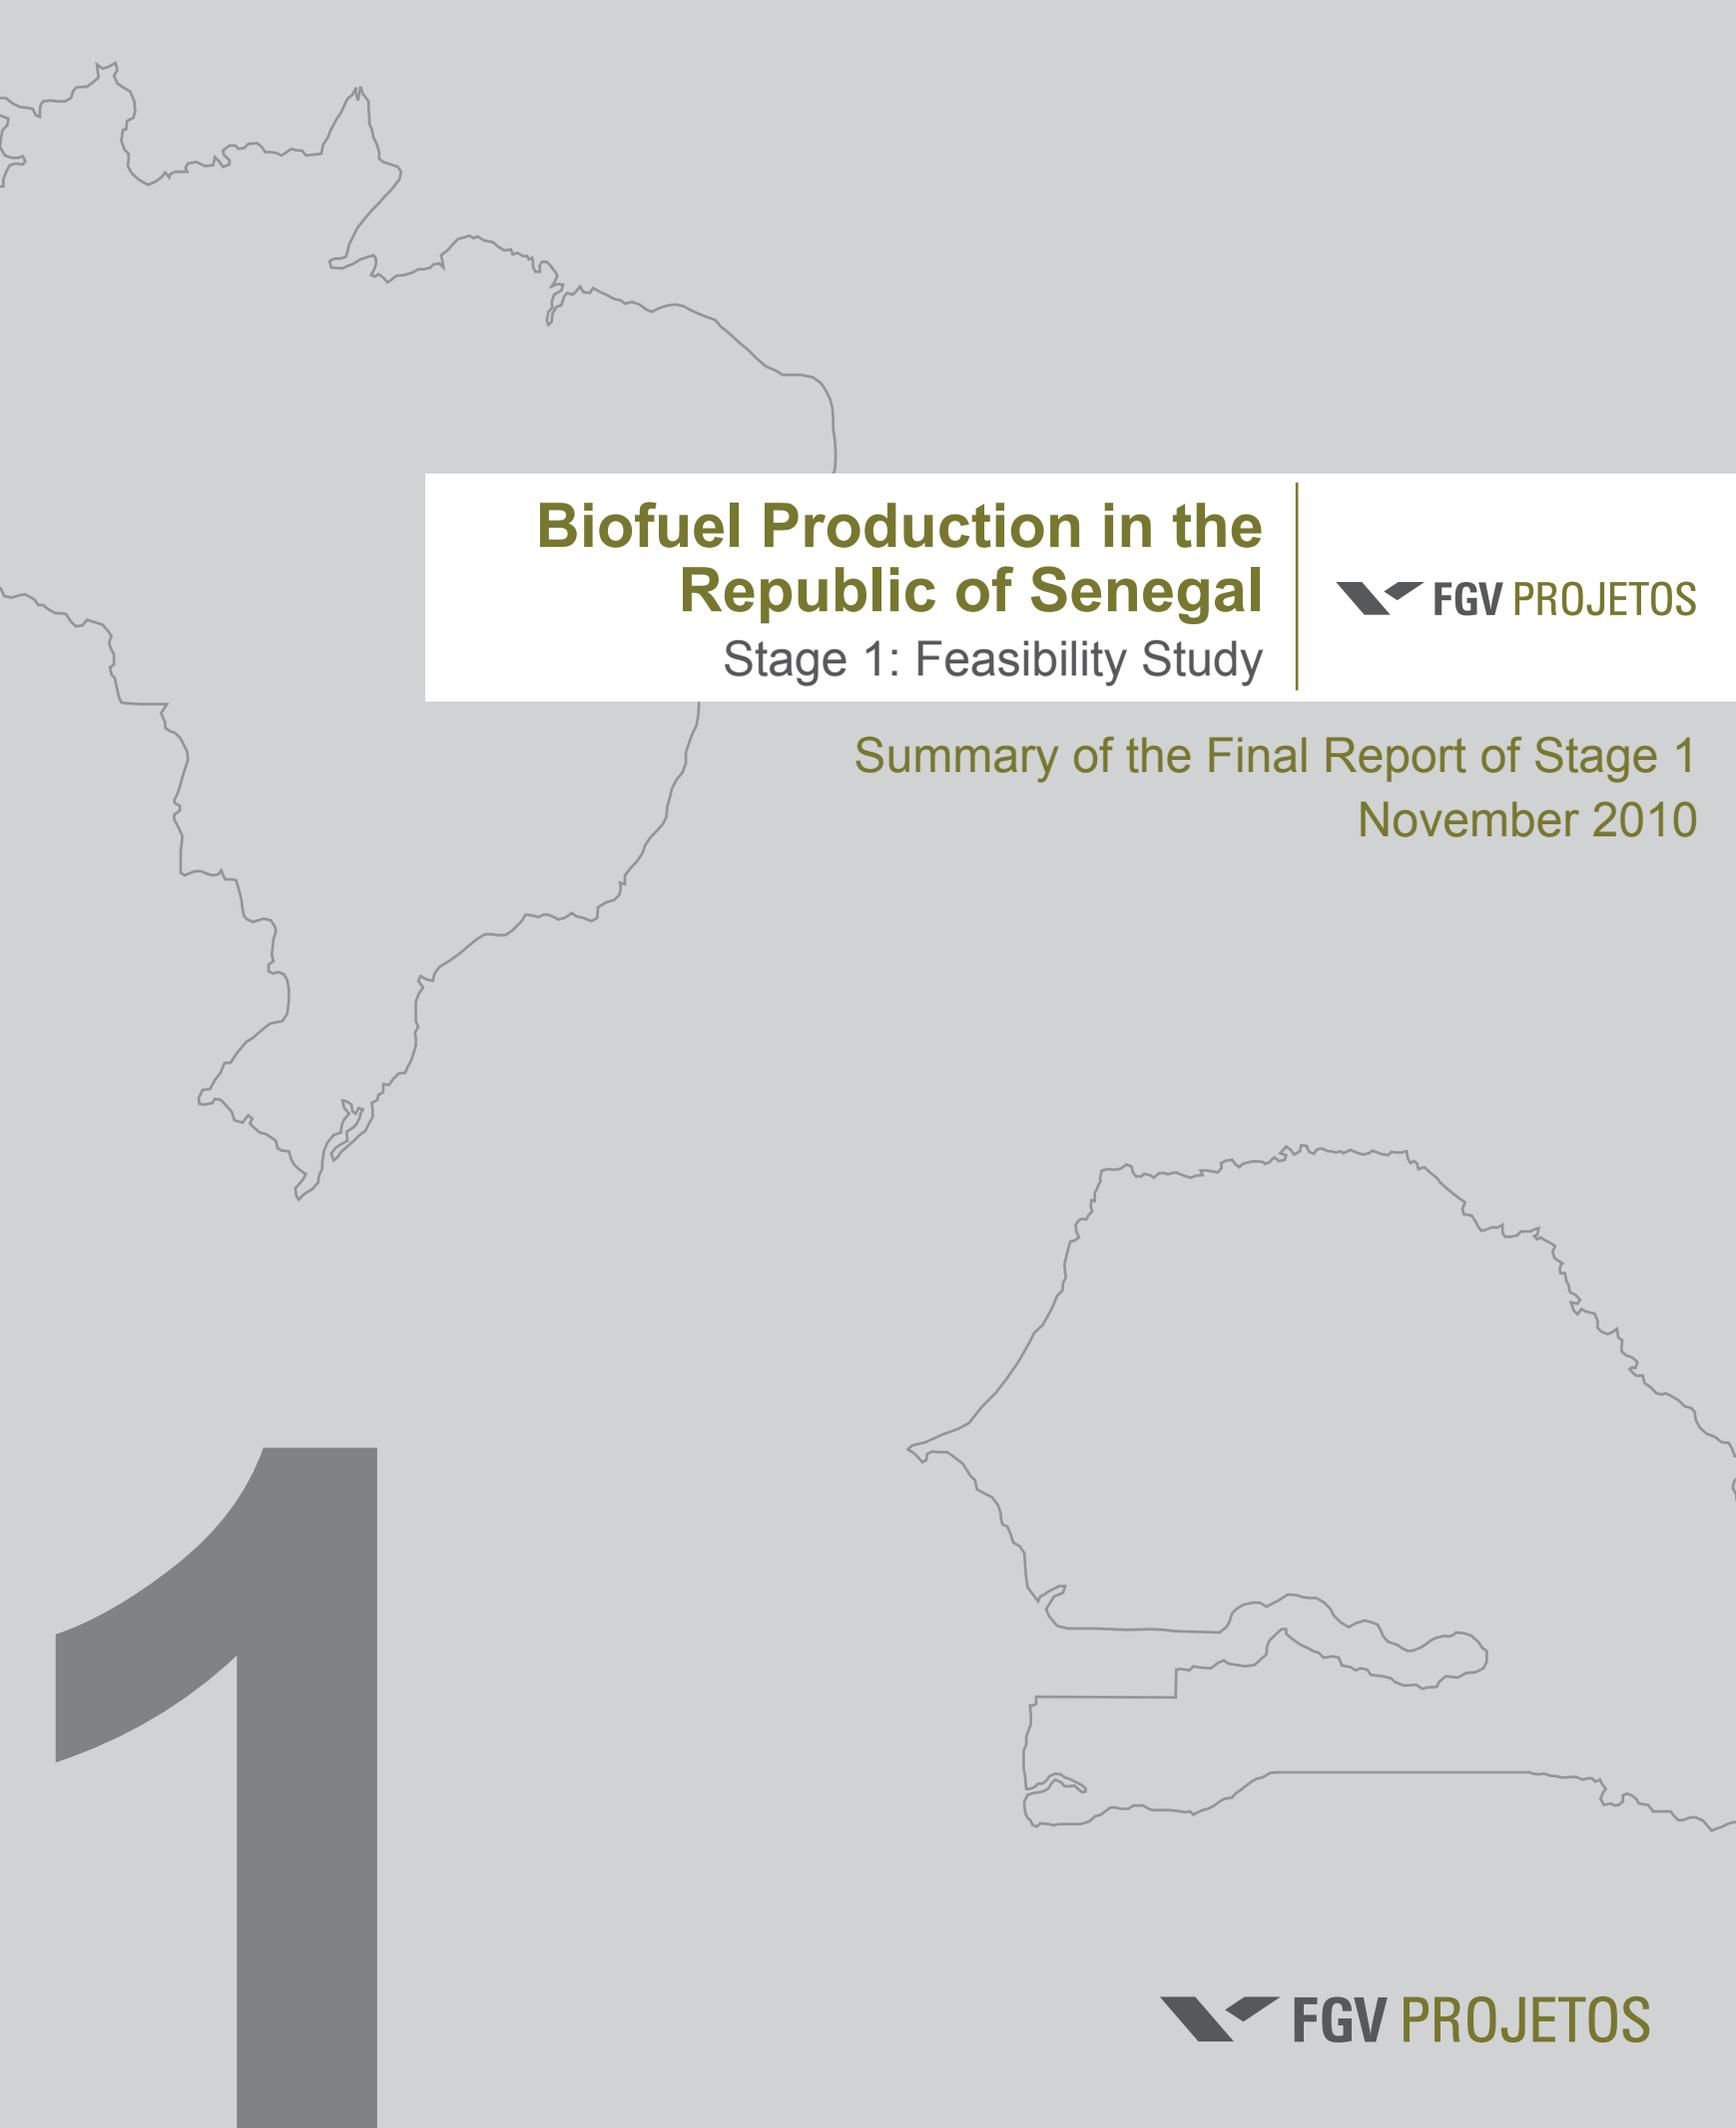 Biofuel Production in the
Republic of Senegal
Stage 1: Feasibility Study
FGV PROJETOS
Summary of the Final Report of Stage 1
November 2010
1
FGV PROJETOS